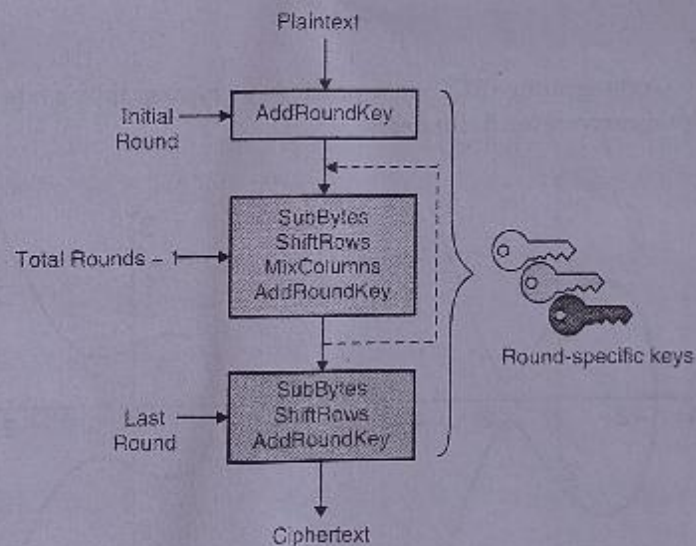 Plaintext
Initial
Round
AddRoundKey
SubBytes
ShiftRows
MixColumns
AddRoundKey
Total Rounds – 1
Round-specific keys
SubBytes
ShiftRows
AddRoundKey
Last
Round
Ciphertext